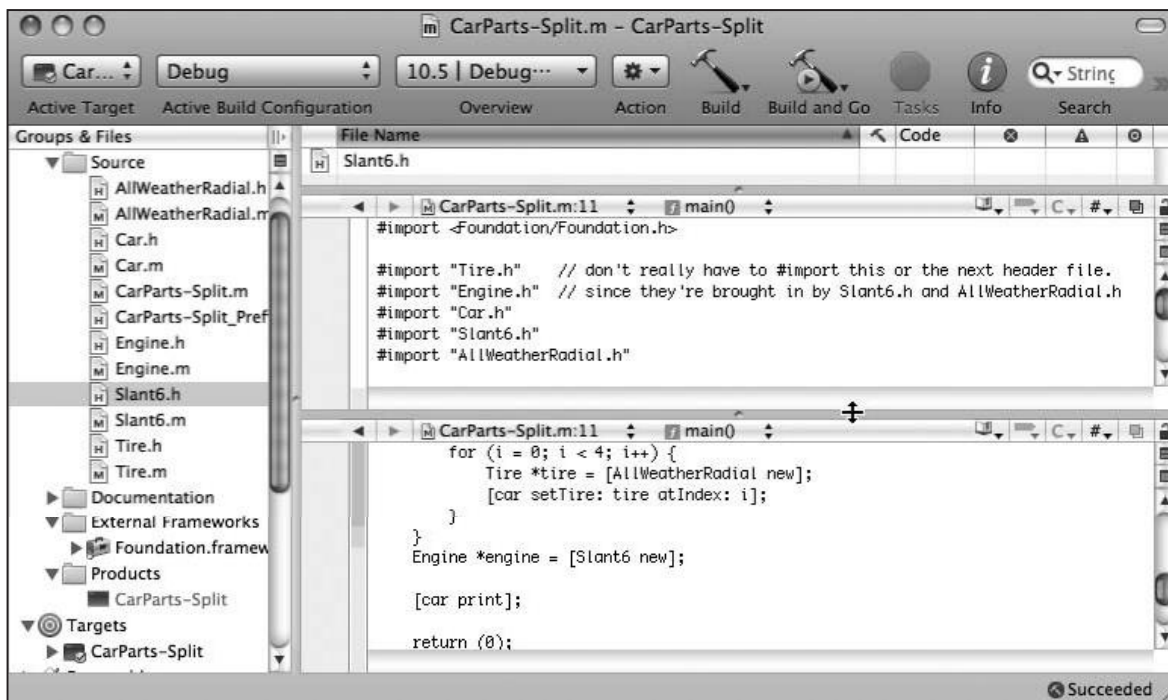 CarParts-Split.m – CarParts-Split
Car... Debug 10.5 | Debug... String
Active Target Active Build Configuration Overview Action Build Build and Go Tasks Info Search
Groups & Files
Source
AllWeatherRadial.h
AllWeatherRadial.m
Car.h
Car.m
CarParts-Split.m
CarParts-Split_Pref
Engine.h
Engine.m
Slant6.h
Slant6.m
Tire.h
Tire.m
Documentation
External Frameworks
Foundation.framew
Products
CarParts-Split
Targets
CarParts-Split
File Name Code
Slant6.h
CarParts-Split.m:11 main() C #
#import <Foundation/Foundation.h>
#import "Tire.h" // don't really have to #import this or the next header file.
#import "Engine.h" // since they're brought in by Slant6.h and AllWeatherRadial.h
#import "Car.h"
#import "Slant6.h"
#import "AllWeatherRadial.h"
CarParts-Split.m:11 main() C #
for (i = 0; i < 4; i++) {
Tire *tire = [AllWeatherRadial new];
[car setTire: tire atIndex: i];
}
}
Engine *engine = [Slant6 new];
[car print];
return (0);
Succeeded